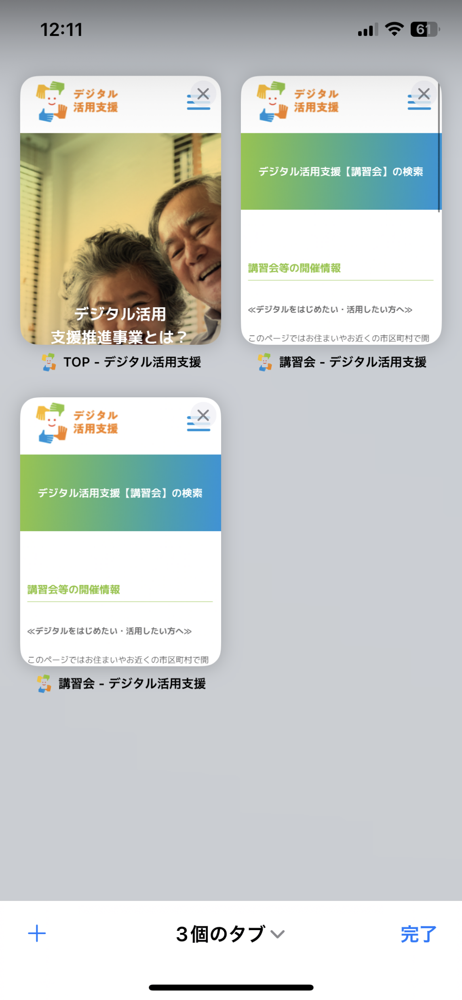 12:11
61
デジタル
活用支援
デジタル活用
支援推進事業とは？
TOP - デジタル活用支援
デジタル
活用支援
デジタル活用支援【講習会】の検索
講習会等の開催情報
≪デジタルをはじめたい・活用したい方へ≫
このページではお住まいやお近くの市区町村で開
講習会 - デジタル活用支援
デジタル
活用支援
デジタル活用支援【講習会】の検索
講習会等の開催情報
≪デジタルをはじめたい・活用したい方へ≫
このページではお住まいやお近くの市区町村で開
講習会 - デジタル活用支援
3個のタブ
完了